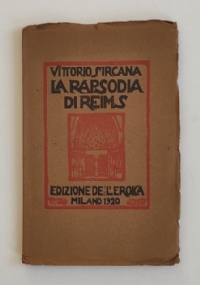 VITTORIO SIRCANA
LA RAPSODIA
DI REIMS
EDIZIONE DE L'EROICA
MILANO 1920